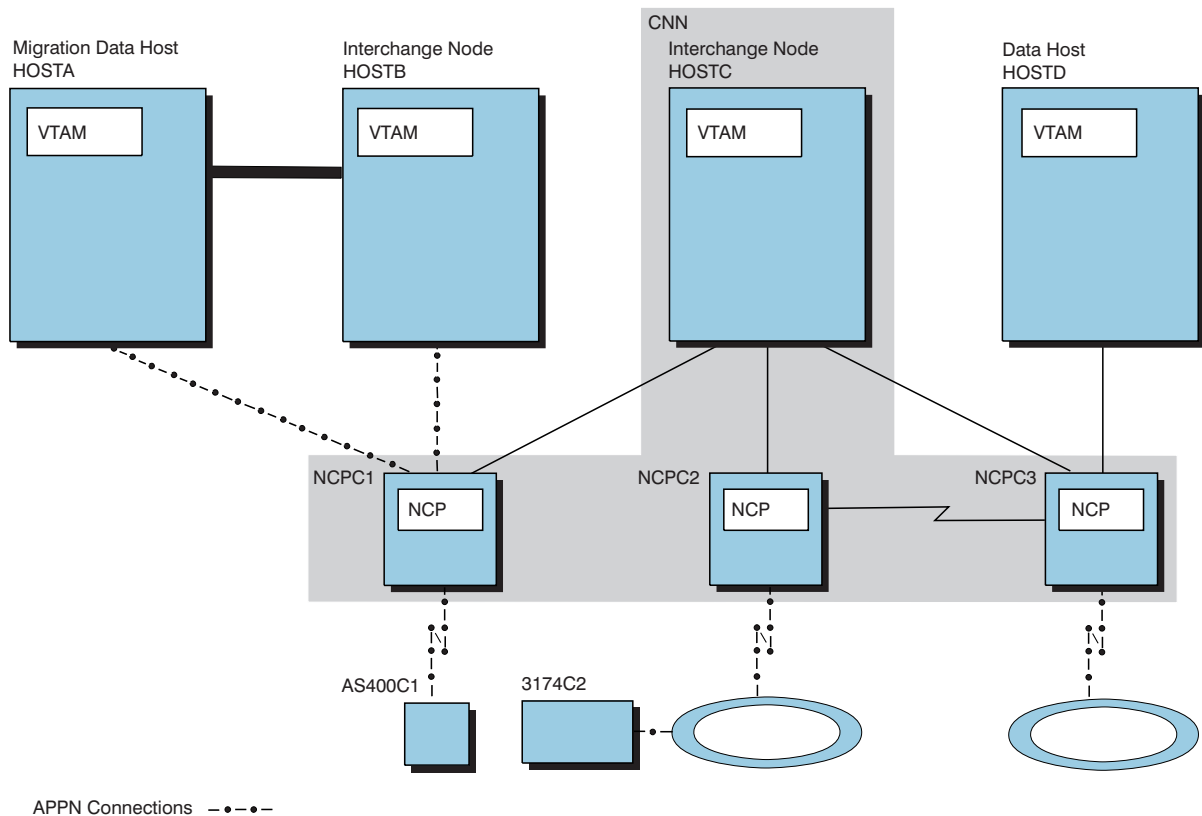 CNN
Migration Data Host
HOSTA
Interchange Node
HOSTB
Interchange Node
HOSTC
Data Host
HOSTD
VTAM
VTAM
VTAM
VTAM
NCPC1
NCPC2
NCPC3
NCP
NCP
NCP
AS400C1
3174C2
APPN Connections